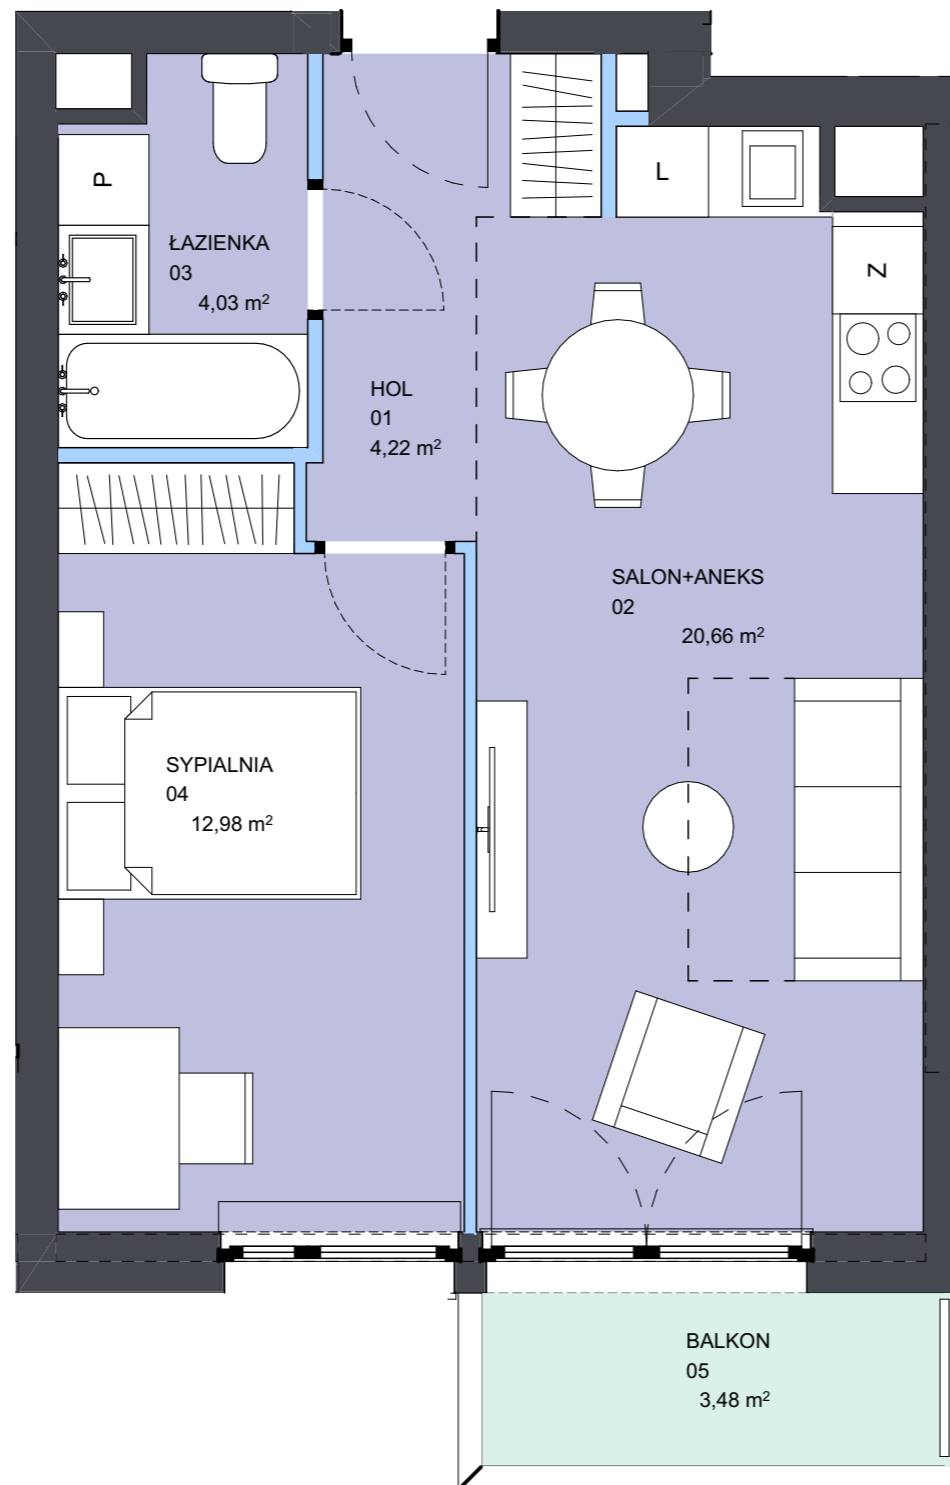 P
L
ŁAZIENKA
03
4,03 m²
Z
HOL
01
4,22 m²
SALON+ANEKS
02
20,66 m²
SYPIALNIA
04
12,98 m²
BALKON
05
3,48 m²